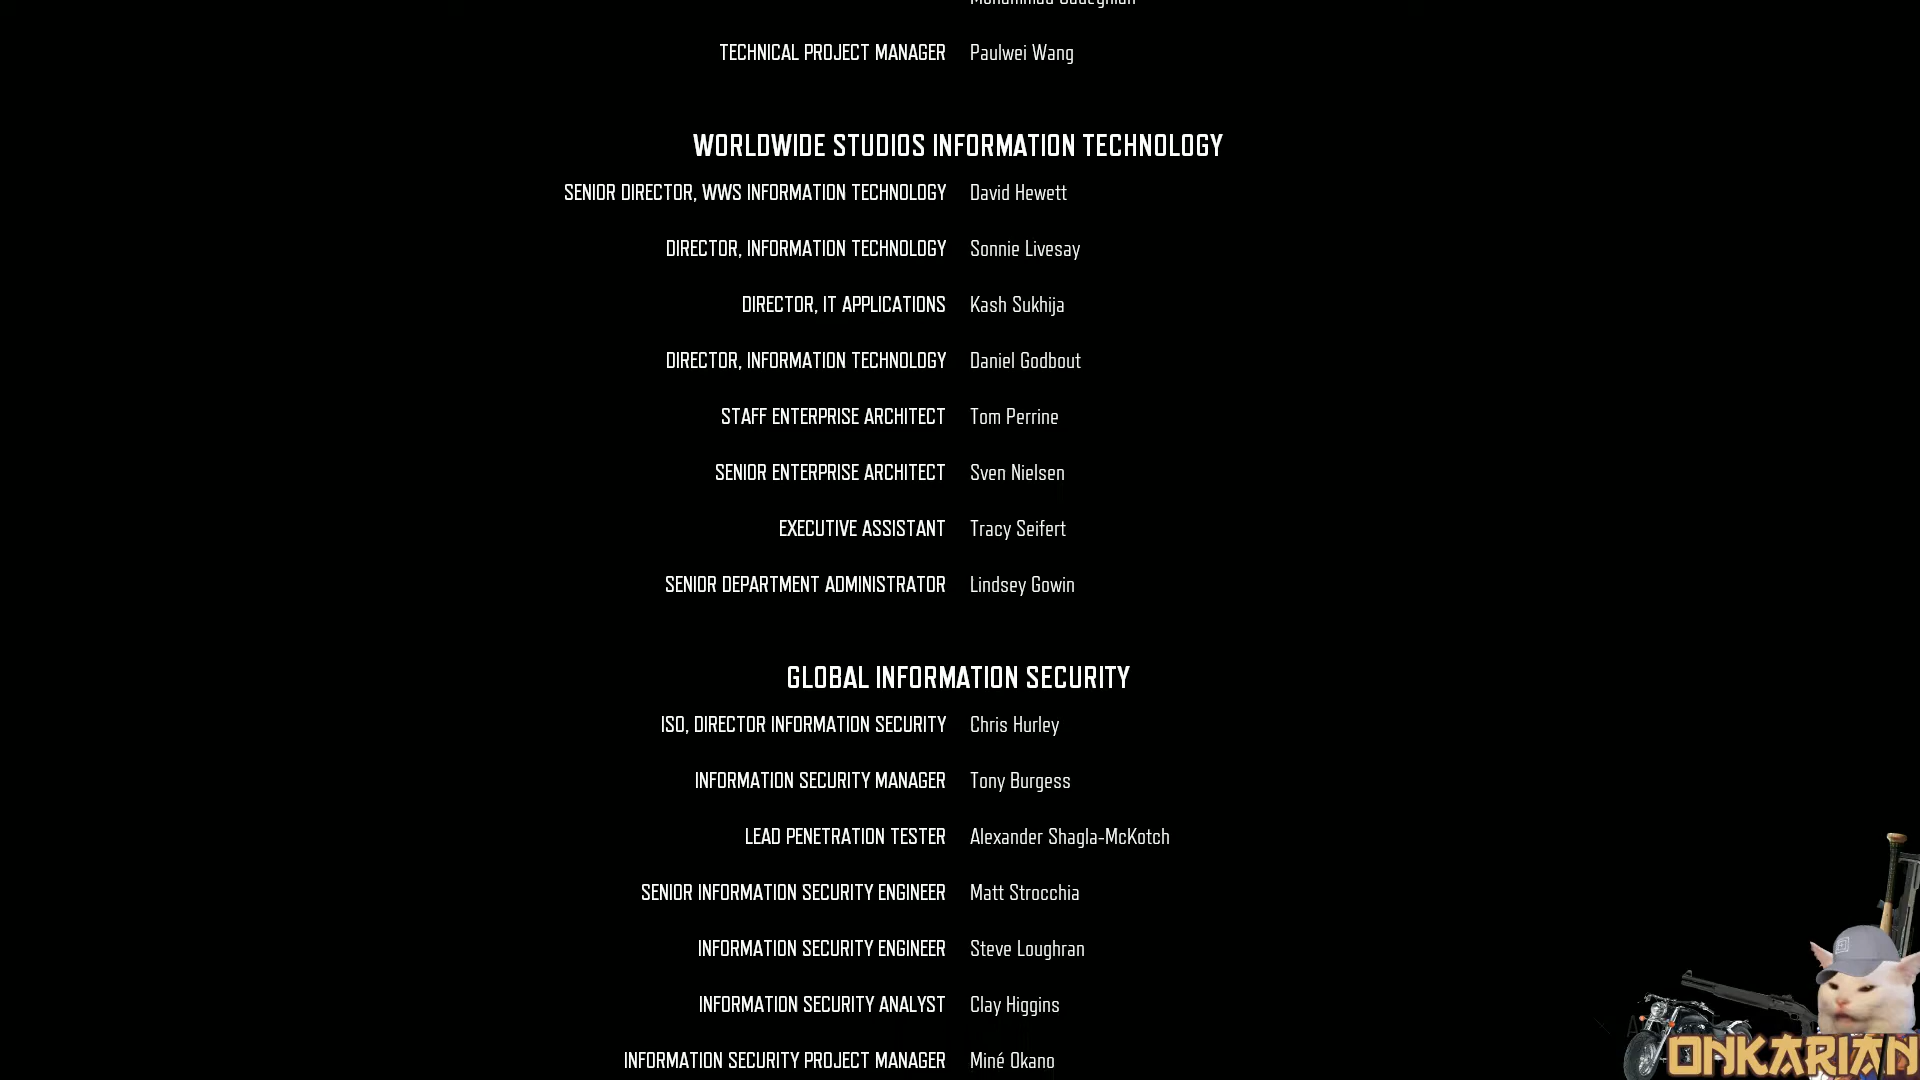 TECHNICAL PROJECT MANAGER Paulwei Wang
WORLDWIDE STUDIOS INFORMATION TECHNOLOGY
SENIOR DIRECTOR, WWS INFORMATION TECHNOLOGY David Hewett
DIRECTOR, INFORMATION TECHNOLOGY Sonnie Livesay
DIRECTOR, IT APPLICATIONS Kash Sukhija
DIRECTOR, INFORMATION TECHNOLOGY Daniel Godbout
STAFF ENTERPRISE ARCHITECT Tom Perrine
SENIOR ENTERPRISE ARCHITECT Sven Nielsen
EXECUTIVE ASSISTANT Tracy Seifert
SENIOR DEPARTMENT ADMINISTRATOR Lindsey Gowin
GLOBAL INFORMATION SECURITY
ISO, DIRECTOR INFORMATION SECURITY Chris Hurley
INFORMATION SECURITY MANAGER Tony Burgess
LEAD PENETRATION TESTER Alexander Shagla-McKotch
SENIOR INFORMATION SECURITY ENGINEER Matt Strocchia
INFORMATION SECURITY ENGINEER Steve Loughran
INFORMATION SECURITY ANALYST Clay Higgins
INFORMATION SECURITY PROJECT MANAGER Miné Okano
ONKARIAN